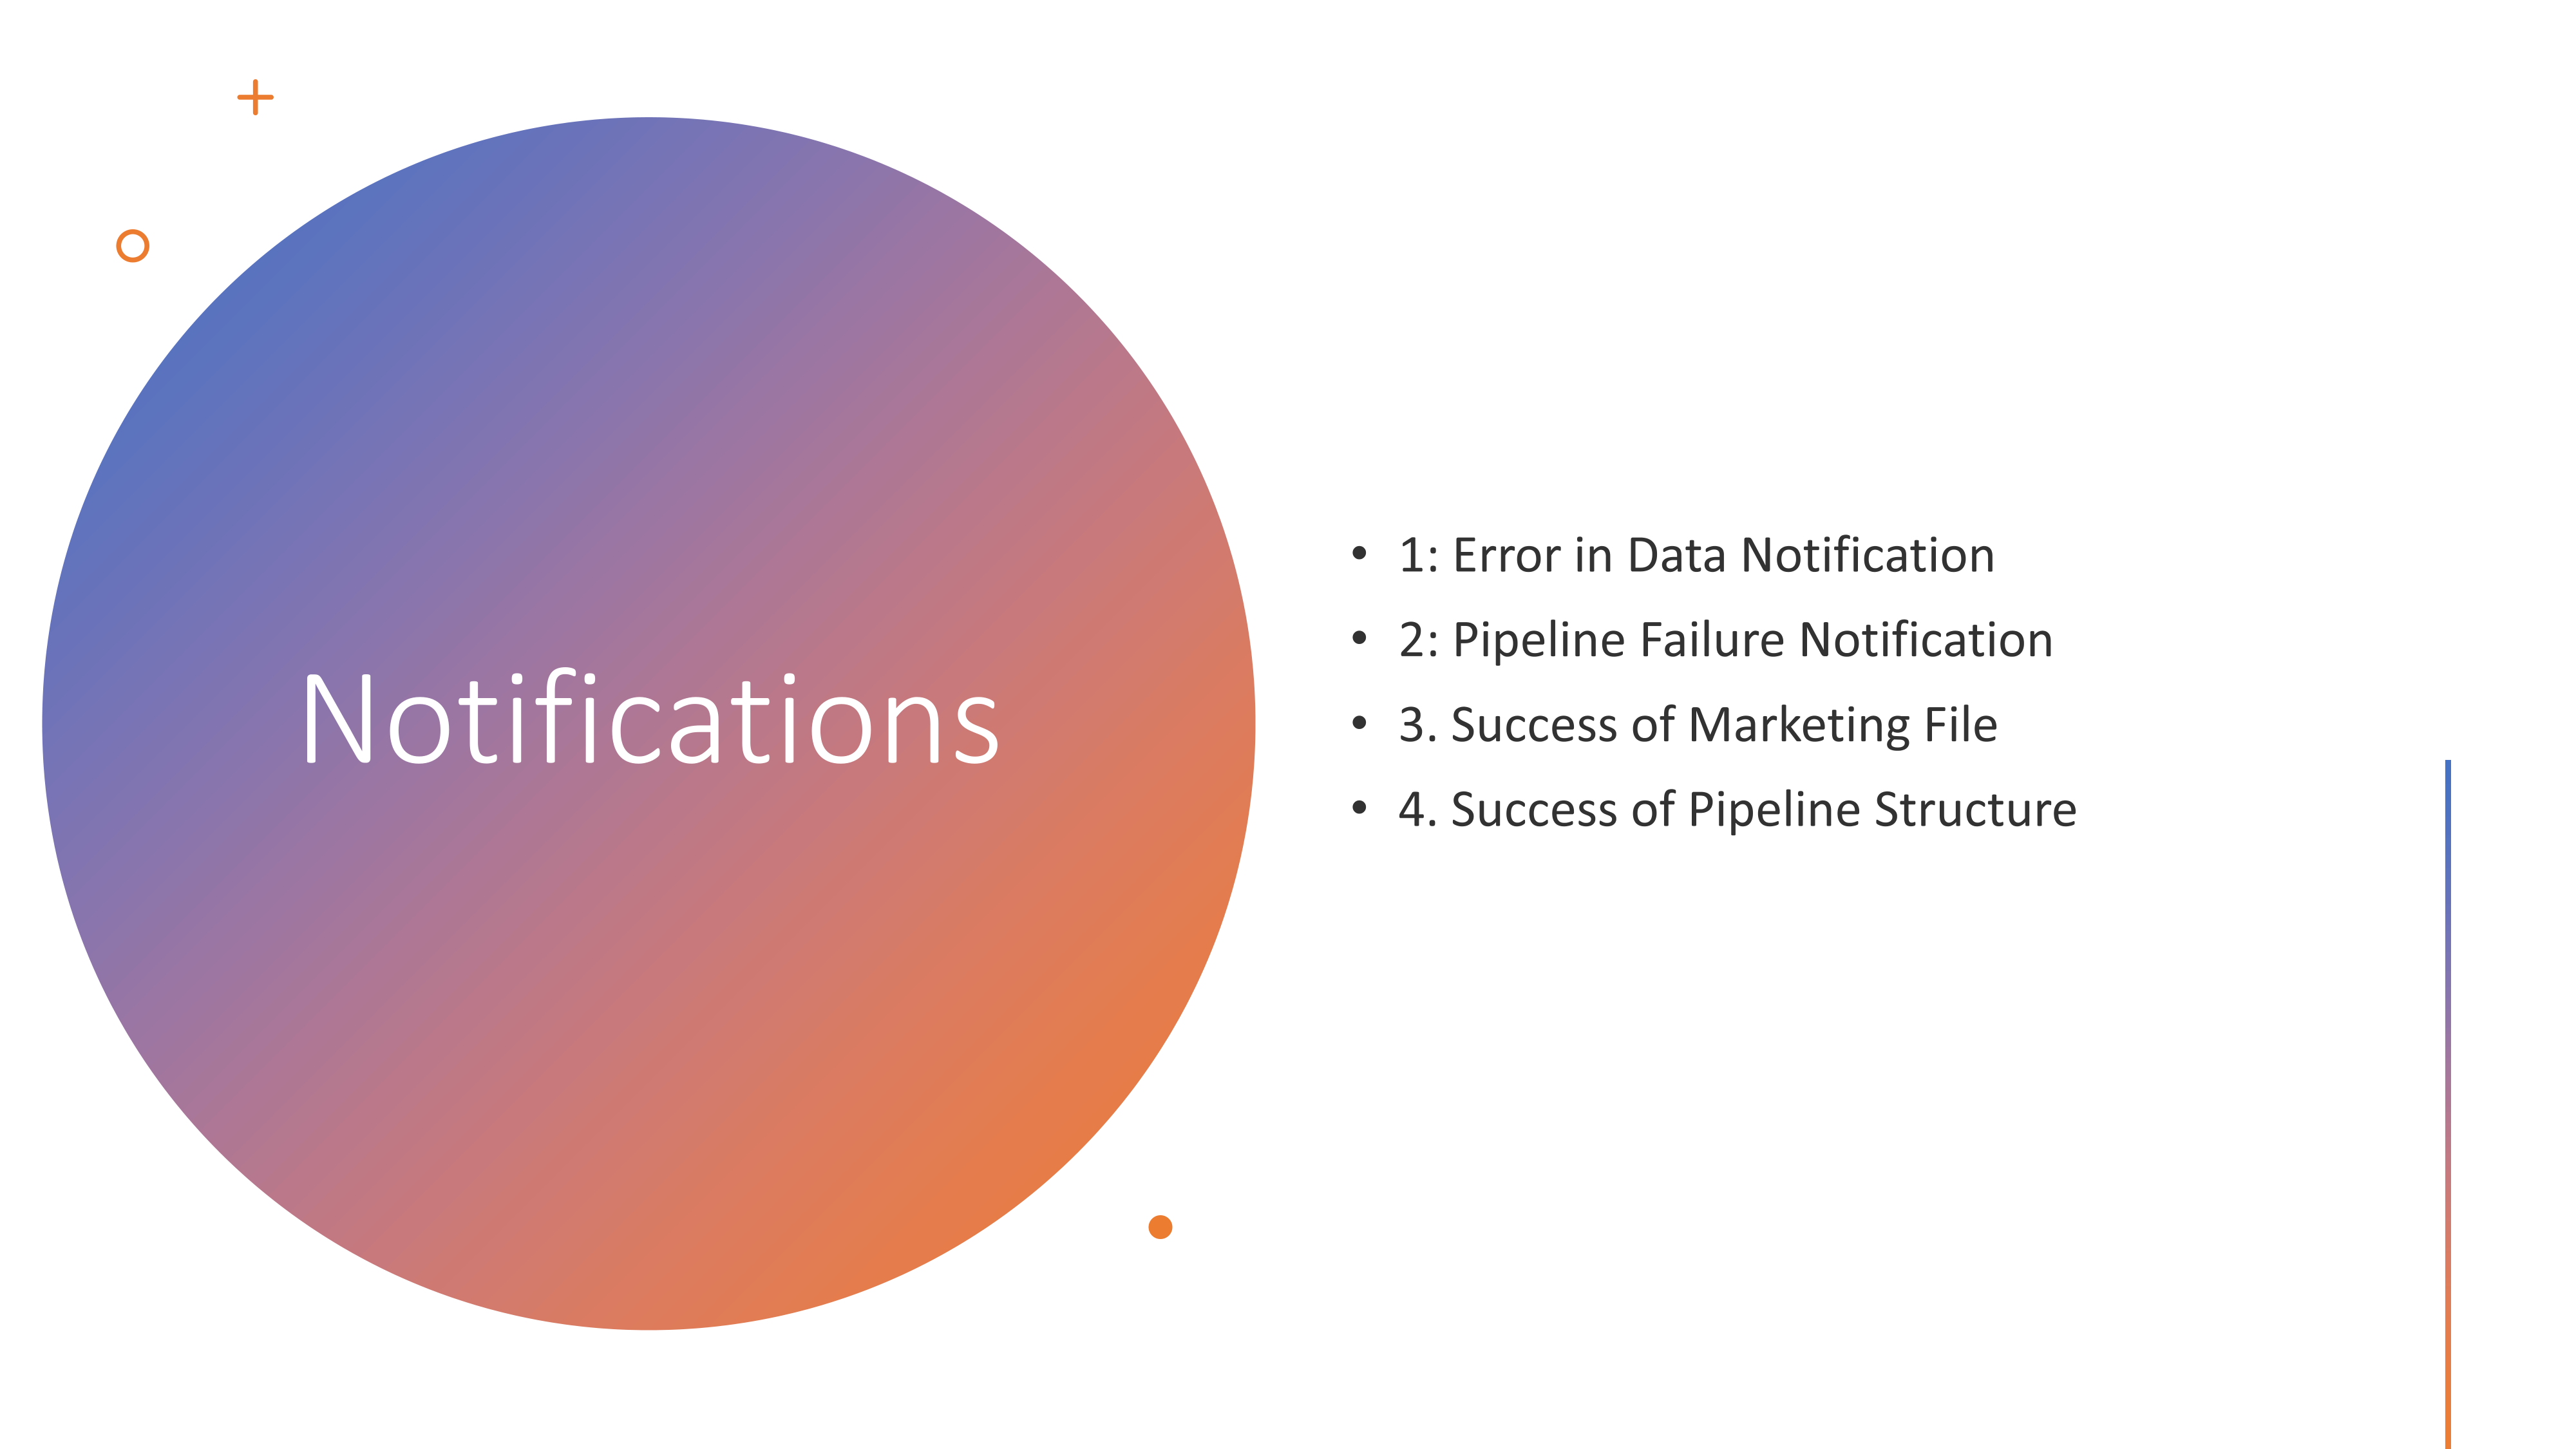 Notifications
• 1: Error in Data Notification
• 2: Pipeline Failure Notification
• 3. Success of Marketing File
• 4. Success of Pipeline Structure